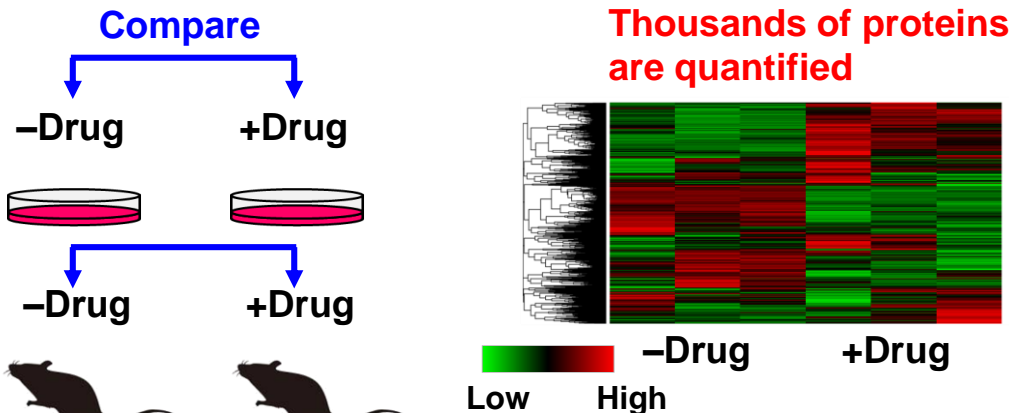 Compare
–Drug +Drug
–Drug +Drug
Thousands of proteins
are quantified
–Drug +Drug
Low High